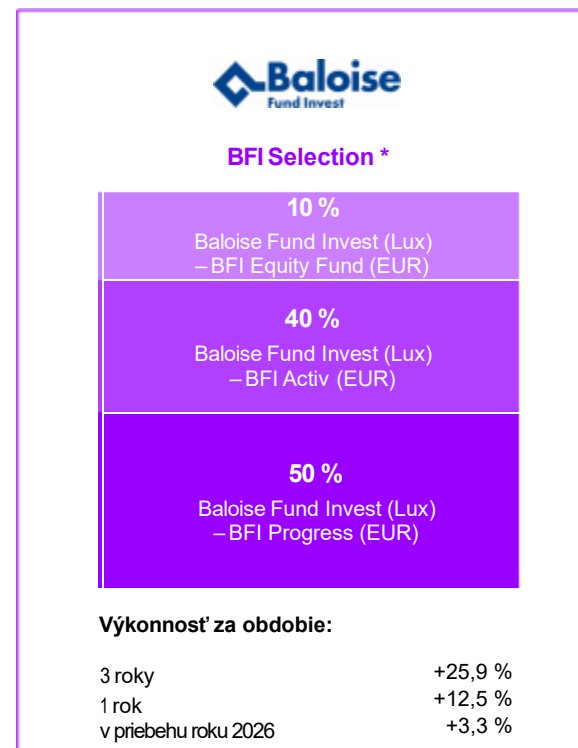 Baloise
Fund Invest
BFI Selection *
10 %
Baloise Fund Invest (Lux)
– BFI Equity Fund (EUR)
40 %
Baloise Fund Invest (Lux)
– BFI Activ (EUR)
50 %
Baloise Fund Invest (Lux)
– BFI Progress (EUR)
Výkonnosť za obdobie:
3 roky +25,9 %
1 rok +12,5 %
v priebehu roku 2026 +3,3 %